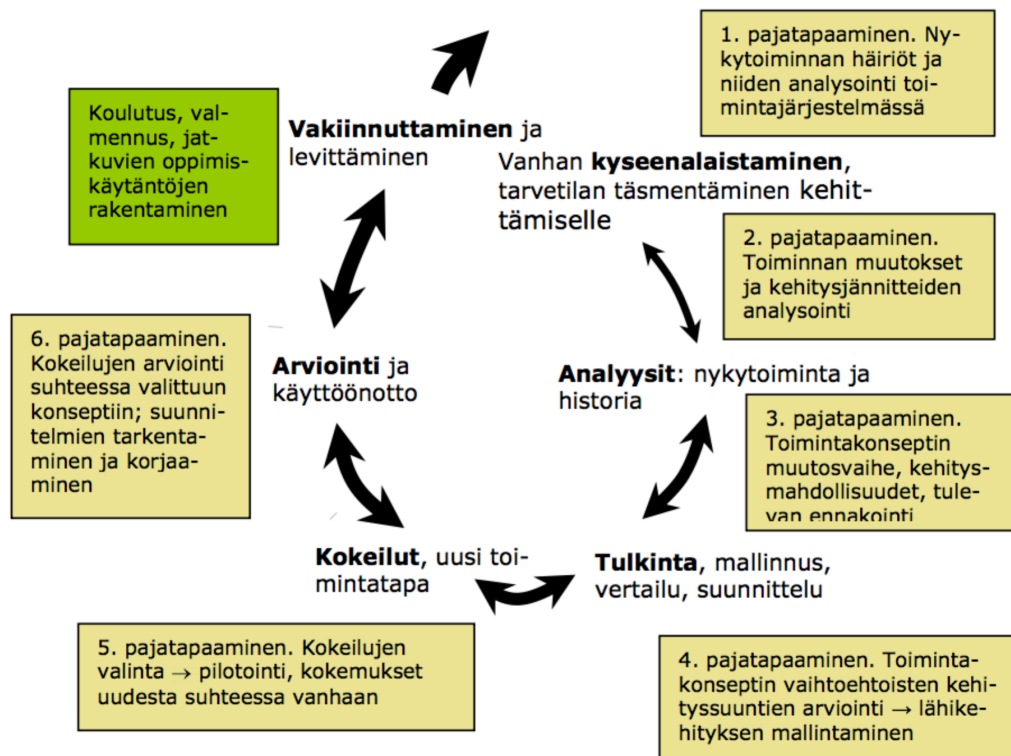 1. pajatapaaminen. Ny-
kytoiminnan häiriöt ja
niiden analysointi toi-
mintajärjestelmässä
Koulutus, val-
mennus, jat-
kuvien oppimis-
käytäntöjen
rakentaminen
Vakiinnuttaminen ja
levittäminen
Vanhan kyseenalaistaminen,
tarvetilan täsmentäminen kehit-
tämiselle
2. pajatapaaminen.
Toiminnan muutokset
ja kehitysjännitteiden
analysointi
6. pajatapaaminen.
Kokeilujen arviointi
suhteessa valittuun
konseptiin; suunni-
telmien tarkenta-
minen ja korjaa-
minen
Arviointi ja
käyttöönotto
Analyysit: nykytoiminta ja
historia
3. pajatapaaminen.
Toimintakonseptin
muutosvaihe, kehitys-
mahdollisuudet, tule-
van ennakointi
Kokeilut, uusi toi-
mintatapa
Tulkinta, mallinnus,
vertailu, suunnittelu
5. pajatapaaminen. Kokeilujen
valinta → pilotointi, kokemukset
uudesta suhteessa vanhaan
4. pajatapaaminen. Toiminta-
konseptin vaihtoehtoisten kehi-
tyssuuntien arviointi → lähike-
hityksen mallintaminen